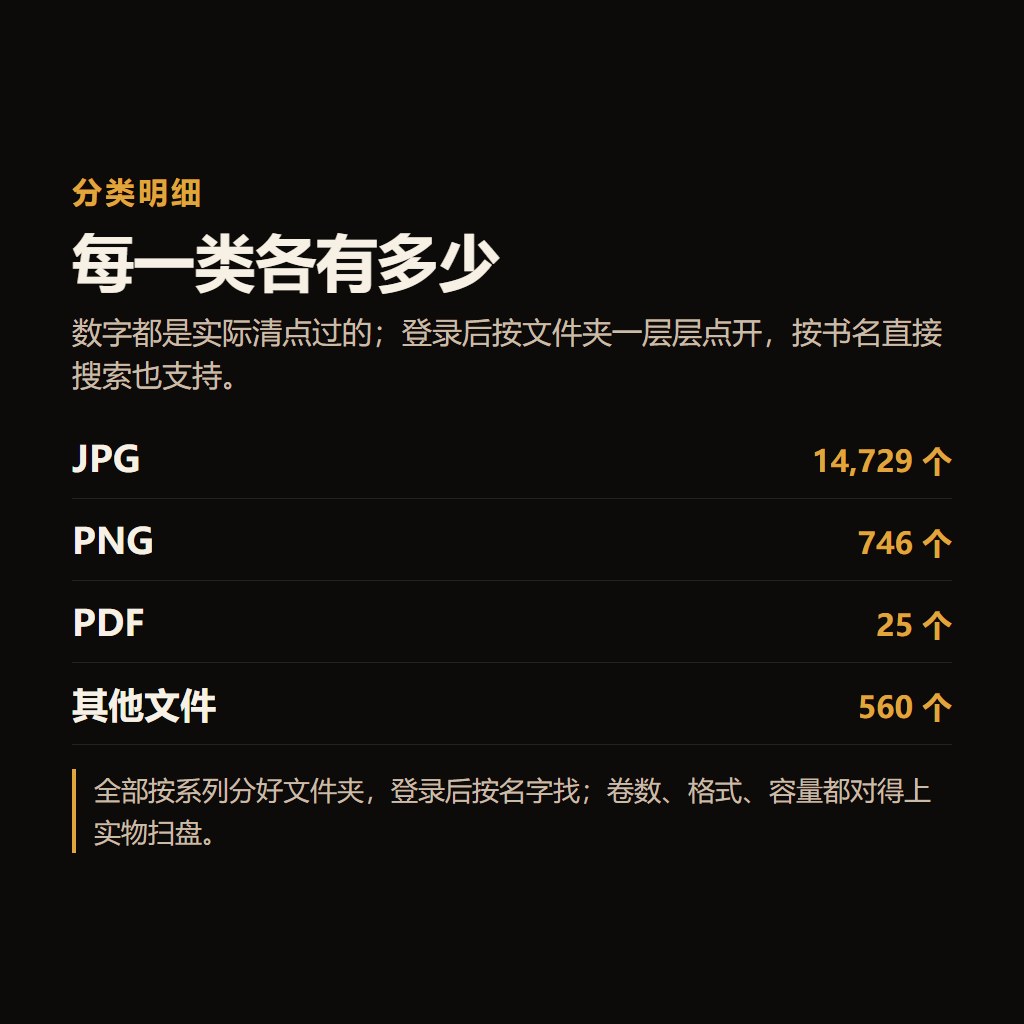 分类明细
每一类各有多少
数字都是实际清点过的；登录后按文件夹一层层点开，按书名直接
搜索也支持。
JPG 14,729 个
PNG 746 个
PDF 25 个
其他文件 560 个
全部按系列分好文件夹，登录后按名字找；卷数、格式、容量都对得上
实物扫盘。